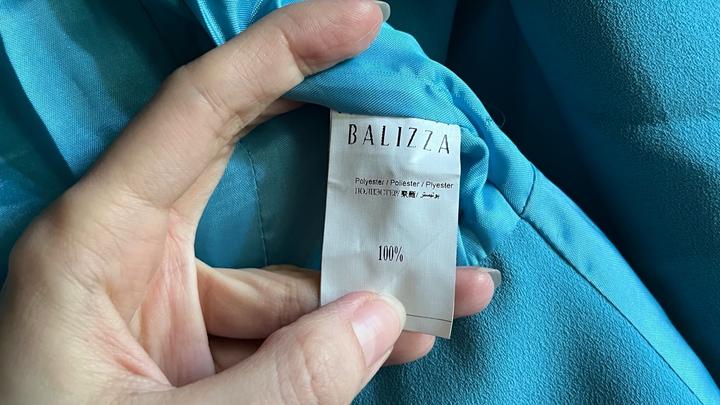 BALIZZA
Polyester / Poliester / Plyester
ПОЛИЭСТЕР/聚酯/
100%